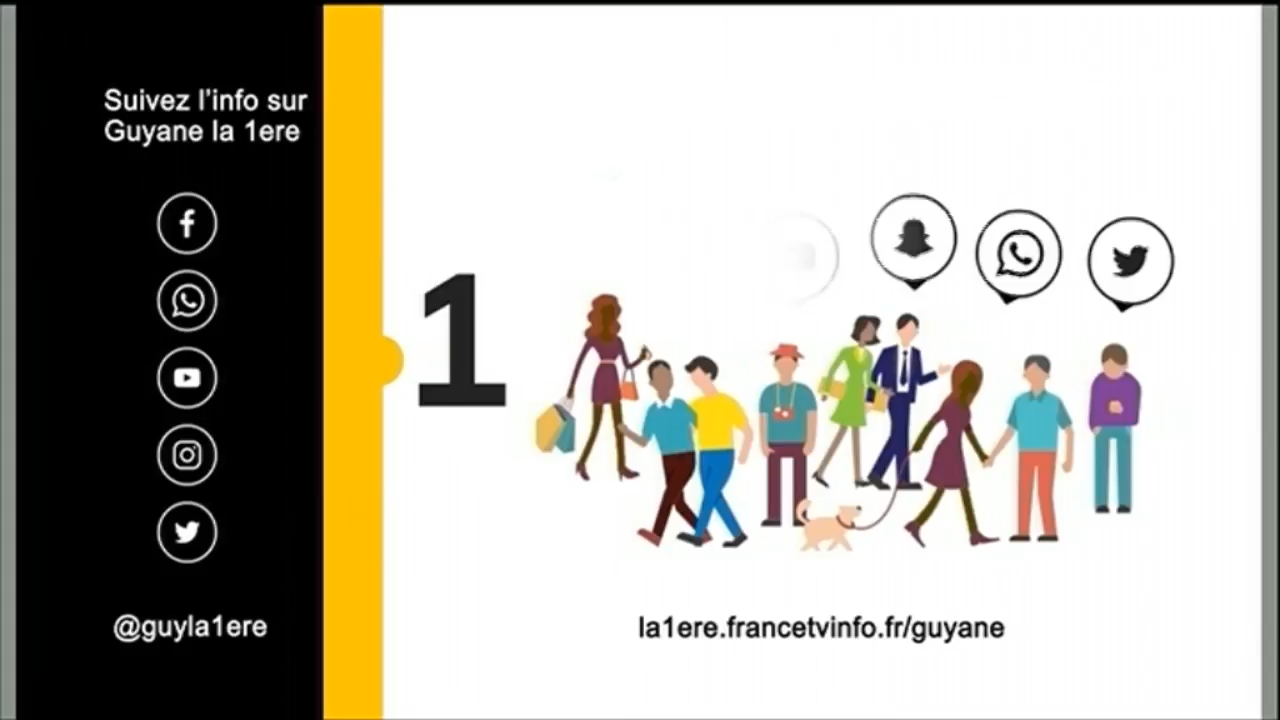 Suivez l'info sur
Guyane la 1ere
@guyla1ere
1
la1ere.francetvinfo.fr/guyane